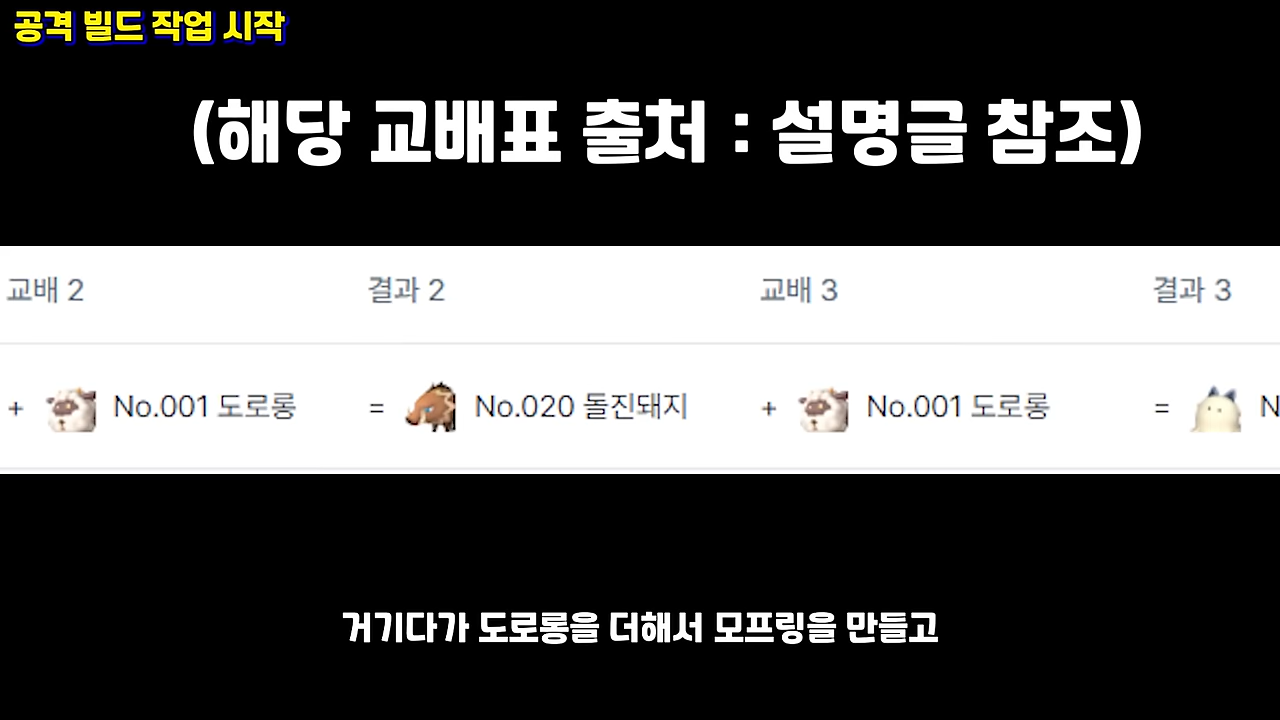 공격 빌드 작업 시작
(해당 교배표 출처 : 설명글 참조)
교배 2 결과 2 교배 3 결과 3
+ No.001 도로롱 = No.020 돌진돼지 + No.001 도로롱 = N
거기다가 도로롱을 더해서 모프링을 만들고